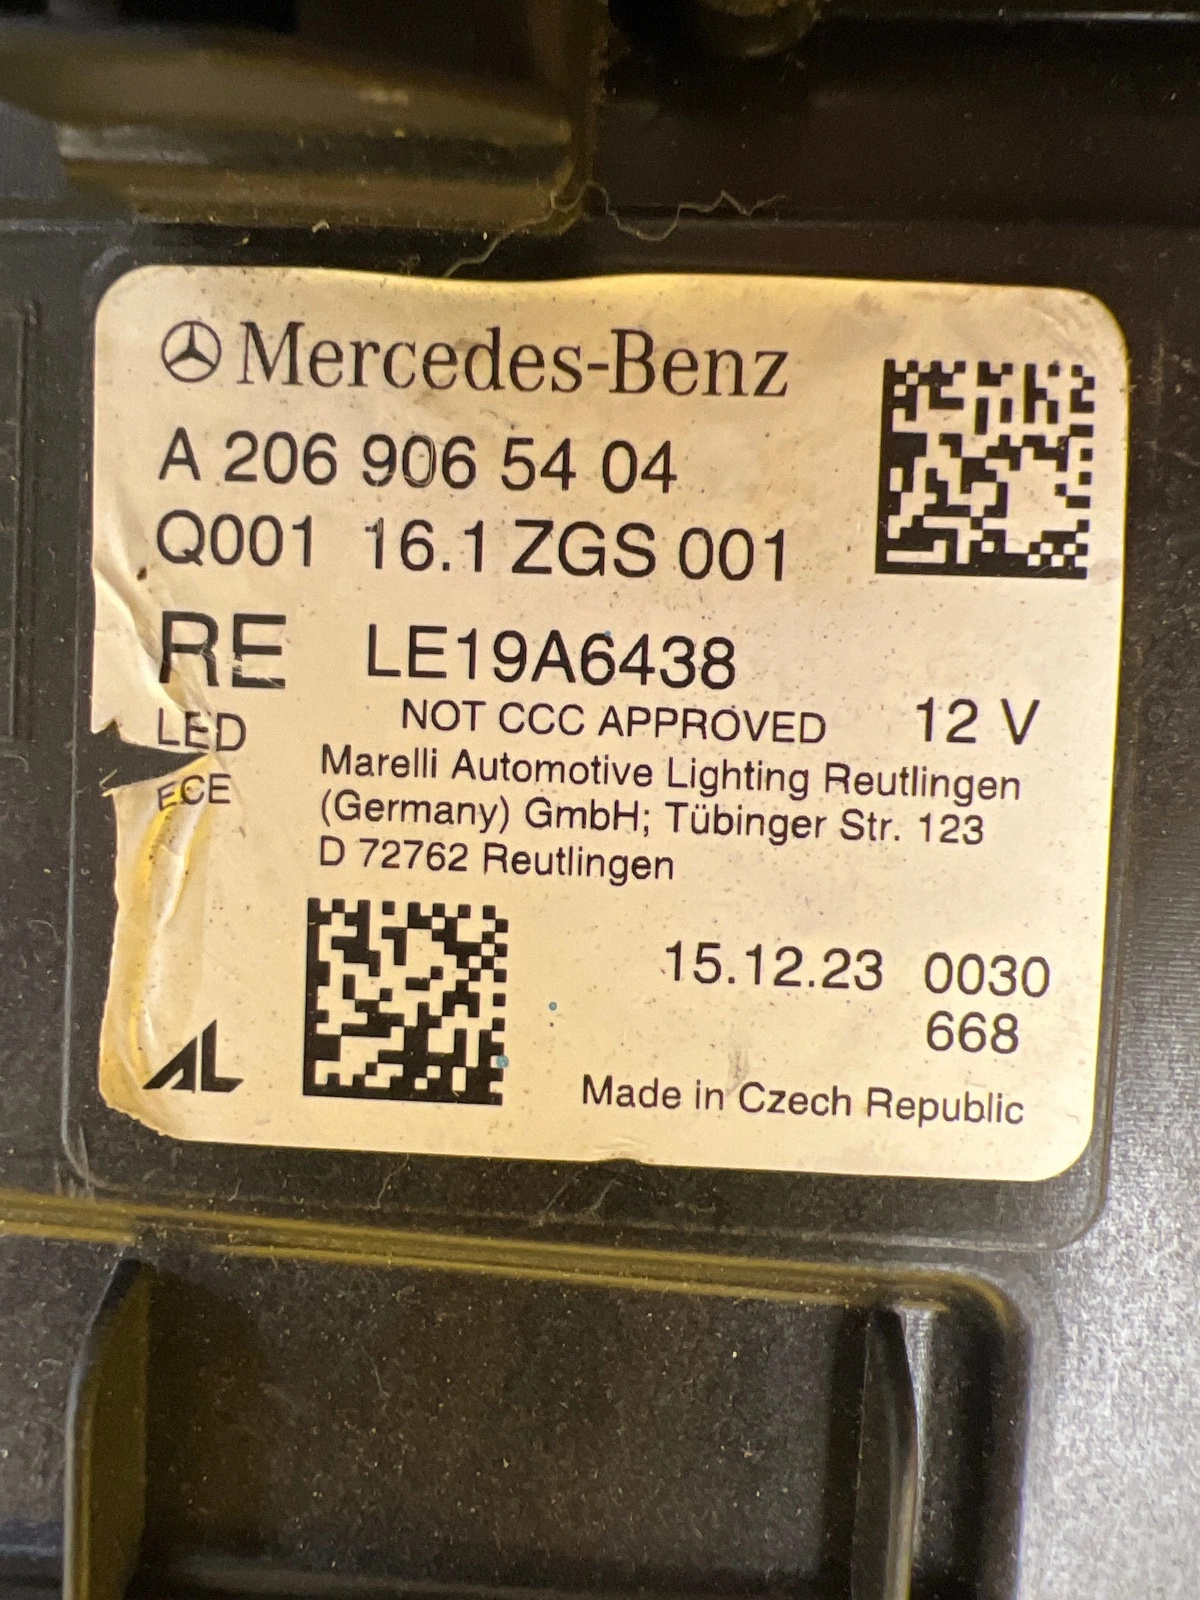 Mercedes-Benz
A 206 906 54 04
Q001 16.1 ZGS 001
RE LE19A6438
LED NOT CCC APPROVED 12 V
ECE Marelli Automotive Lighting Reutlingen
(Germany) GmbH; Tübinger Str. 123
D 72762 Reutlingen
15.12.23 0030
668
AL
Made in Czech Republic